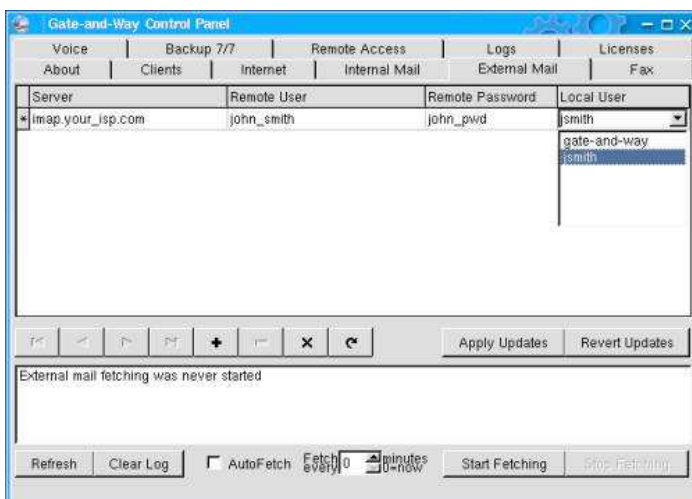 Gate-and-Way Control Panel
Voice Backup 7/7 Remote Access Logs Licenses
About Clients Internet Internal Mail External Mail Fax
Server Remote User Remote Password Local User
imap.your_isp.com john_smith john_pwd jsmith
gate-and-way
jsmith
Apply Updates Revert Updates
External mail fetching was never started
Refresh Clear Log AutoFetch Fetch every 0 minutes 0=now Start Fetching Stop Fetching